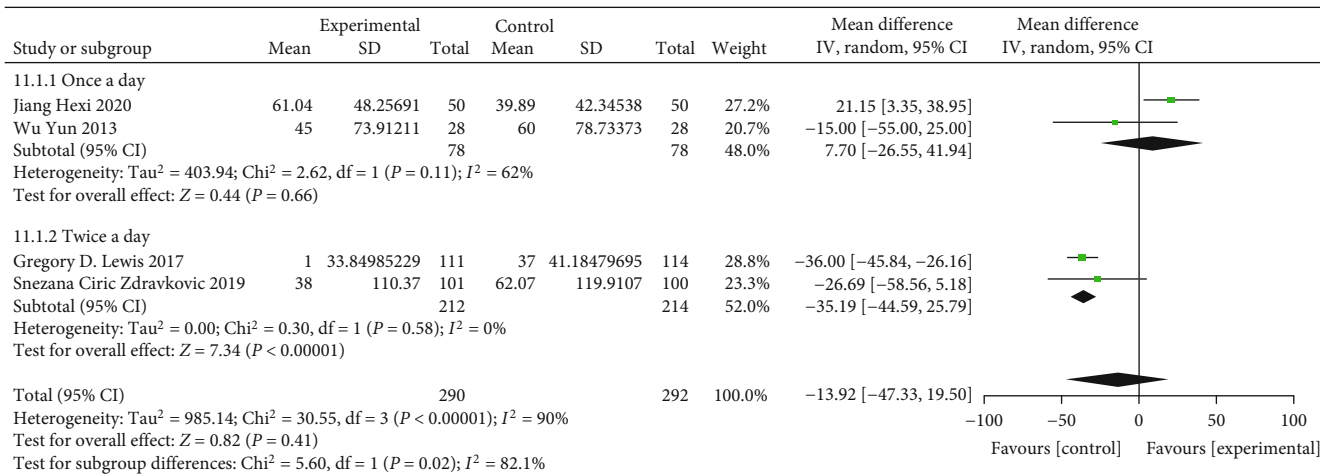 Experimental Control Mean difference Mean difference
Study or subgroup Mean SD Total Mean SD Total Weight IV, random, 95% CI IV, random, 95% CI
11.1.1 Once a day
Jiang Hexi 2020 61.04 48.25691 50 39.89 42.34538 50 27.2% 21.15 [3.35, 38.95]
Wu Yun 2013 45 73.91211 28 60 78.73373 28 20.7% −15.00 [−55.00, 25.00]
Subtotal (95% CI) 78 78 48.0% 7.70 [−26.55, 41.94]
Heterogeneity: Tau² = 403.94; Chi² = 2.62, df = 1 (P = 0.11); I² = 62%
Test for overall effect: Z = 0.44 (P = 0.66)
11.1.2 Twice a day
Gregory D. Lewis 2017 1 33.84985229 111 37 41.18479695 114 28.8% −36.00 [−45.84, −26.16]
Snezana Ciric Zdravkovic 2019 38 110.37 101 62.07 119.9107 100 23.3% −26.69 [−58.56, 5.18]
Subtotal (95% CI) 212 214 52.0% −35.19 [−44.59, 25.79]
Heterogeneity: Tau² = 0.00; Chi² = 0.30, df = 1 (P = 0.58); I² = 0%
Test for overall effect: Z = 7.34 (P < 0.00001)
Total (95% CI) 290 292 100.0% −13.92 [−47.33, 19.50]
Heterogeneity: Tau² = 985.14; Chi² = 30.55, df = 3 (P < 0.00001); I² = 90%
−100 −50 0 50 100
Test for overall effect: Z = 0.82 (P = 0.41)
Favours [control] Favours [experimental]
Test for subgroup differences: Chi² = 5.60, df = 1 (P = 0.02); I² = 82.1%